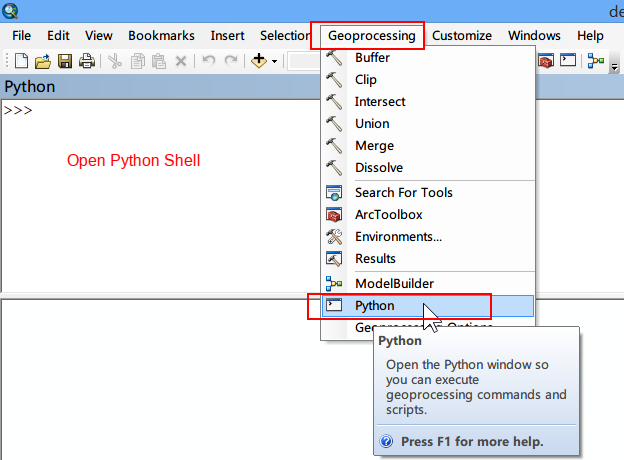 de
File Edit View Bookmarks Insert Selection Geoprocessing Customize Windows Help
Python
>>>
Open Python Shell
Buffer
Clip
Intersect
Union
Merge
Dissolve
Search For Tools
ArcToolbox
Environments...
Results
ModelBuilder
Python
Geoprocessing Options...
Python
Open the Python window so
you can execute
geoprocessing commands and
scripts.
Press F1 for more help.